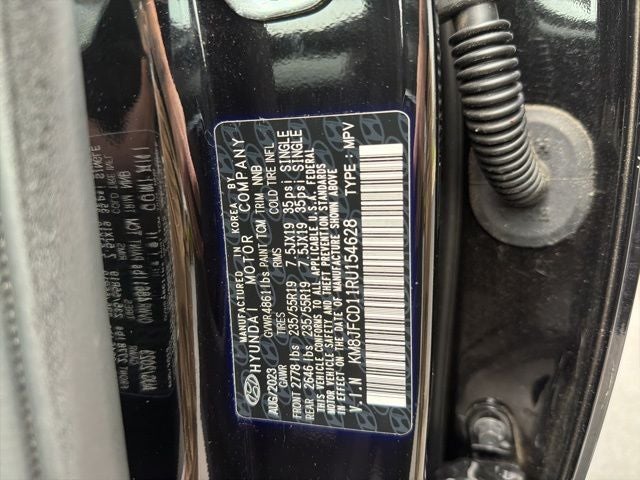 MANUFACTURED IN KOREA BY
HYUNDAI MOTOR COMPANY
AUG/2023 GVWR 4861lbs PAINT TCM TRIM NNB
GAWR TIRES RIMS COLD TIRE INFL
FRONT 2778 lbs 235/55R19 7.5JX19 35psi SINGLE
REAR 2646 lbs 235/55R19 7.5JX19 35psi SINGLE
THIS VEHICLE CONFORMS TO ALL APPLICABLE U.S.A. FEDERAL
MOTOR VEHICLE SAFETY AND THEFT PREVENTION STANDARDS
IN EFFECT ON THE DATE OF MANUFACTURE SHOWN ABOVE
V.I.N KM8JFCD11RU154628 TYPE : MPV